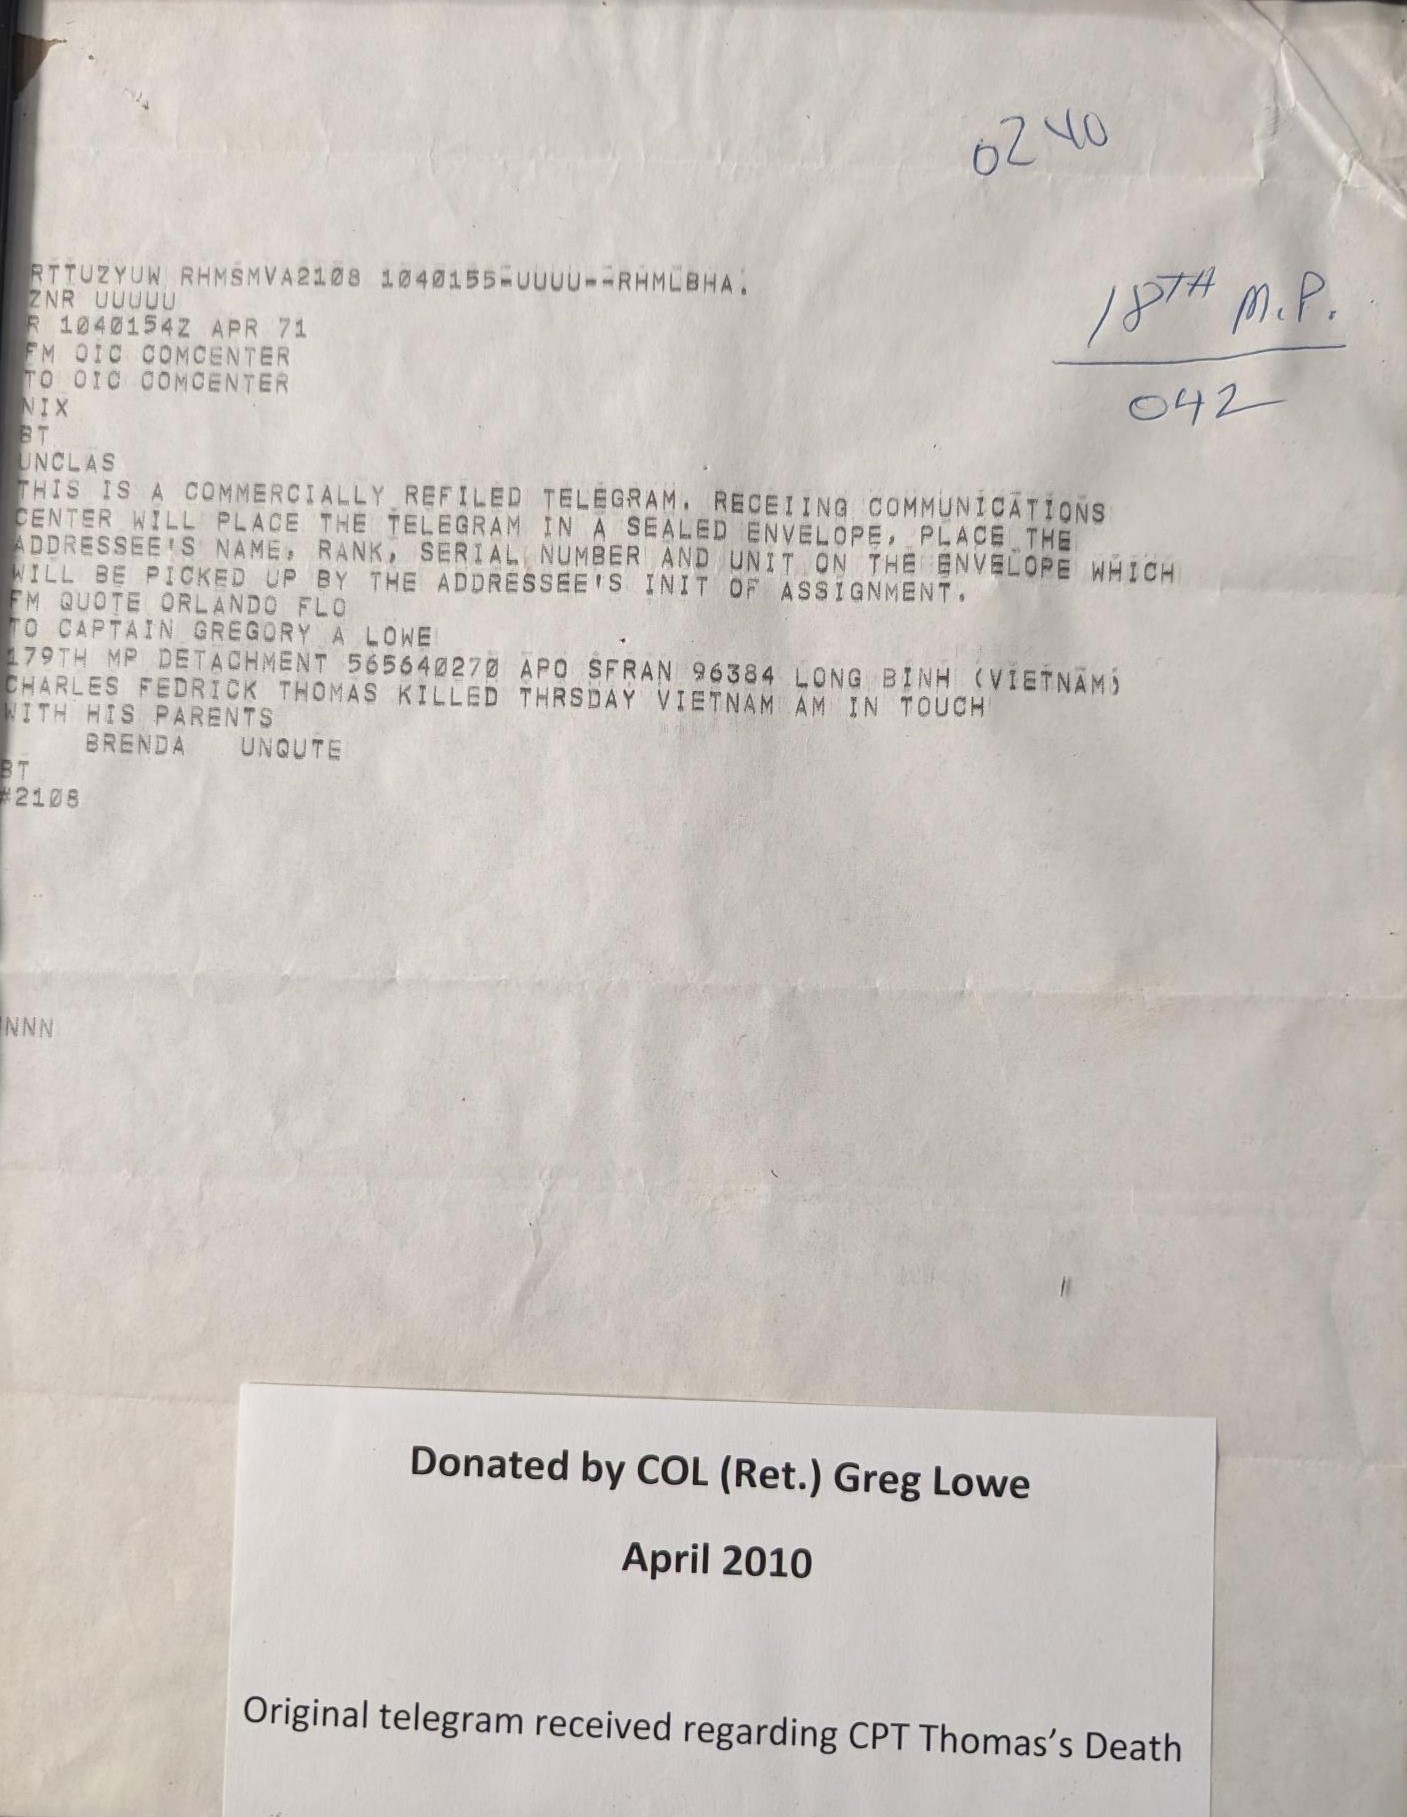 0240
18TH M.P.
042
RTTUZYUW RHMSMVA2108 1040155-UUUU--RHMLBHA.
ZNR UUUUU
R 1040154Z APR 71
FM OIC COMCENTER
TO OIC COMCENTER
NIX
BT
UNCLAS
THIS IS A COMMERCIALLY REFILED TELEGRAM. RECEIING COMMUNICATIONS
CENTER WILL PLACE THE TELEGRAM IN A SEALED ENVELOPE, PLACE THE
ADDRESSEE'S NAME, RANK, SERIAL NUMBER AND UNIT ON THE ENVELOPE WHICH
WILL BE PICKED UP BY THE ADDRESSEE'S INIT OF ASSIGNMENT.
FM QUOTE ORLANDO FLO
TO CAPTAIN GREGORY A LOWE
179TH MP DETACHMENT 565640270 APO SFRAN 96384 LONG BINH (VIETNAM)
CHARLES FEDRICK THOMAS KILLED THRSDAY VIETNAM AM IN TOUCH
WITH HIS PARENTS
BRENDA UNQUTE
BT
#2108
NNNN
Donated by COL (Ret.) Greg Lowe
April 2010
Original telegram received regarding CPT Thomas's Death